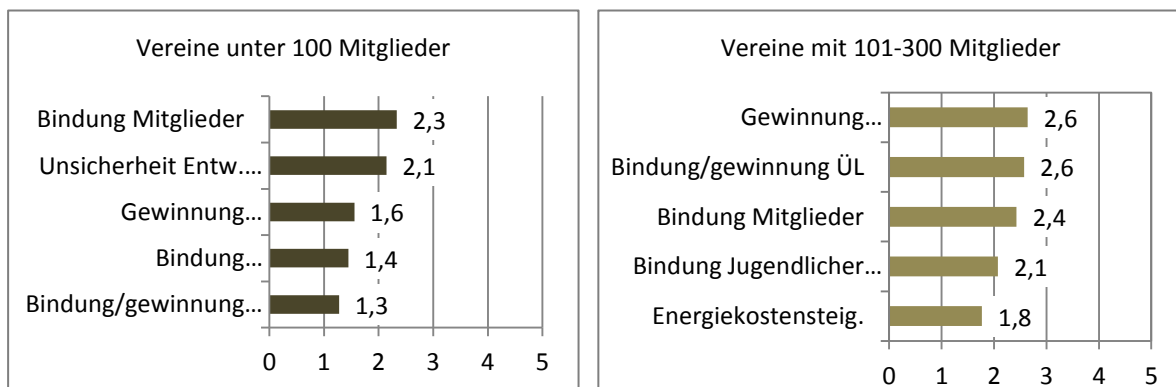 Vereine unter 100 Mitglieder
Bindung Mitglieder 2,3
Unsicherheit Entw.... 2,1
Gewinnung... 1,6
Bindung... 1,4
Bindung/gewinnung... 1,3
0 1 2 3 4 5
Vereine mit 101-300 Mitglieder
Gewinnung... 2,6
Bindung/gewinnung ÜL 2,6
Bindung Mitglieder 2,4
Bindung Jugendlicher... 2,1
Energiekostensteig. 1,8
0 1 2 3 4 5